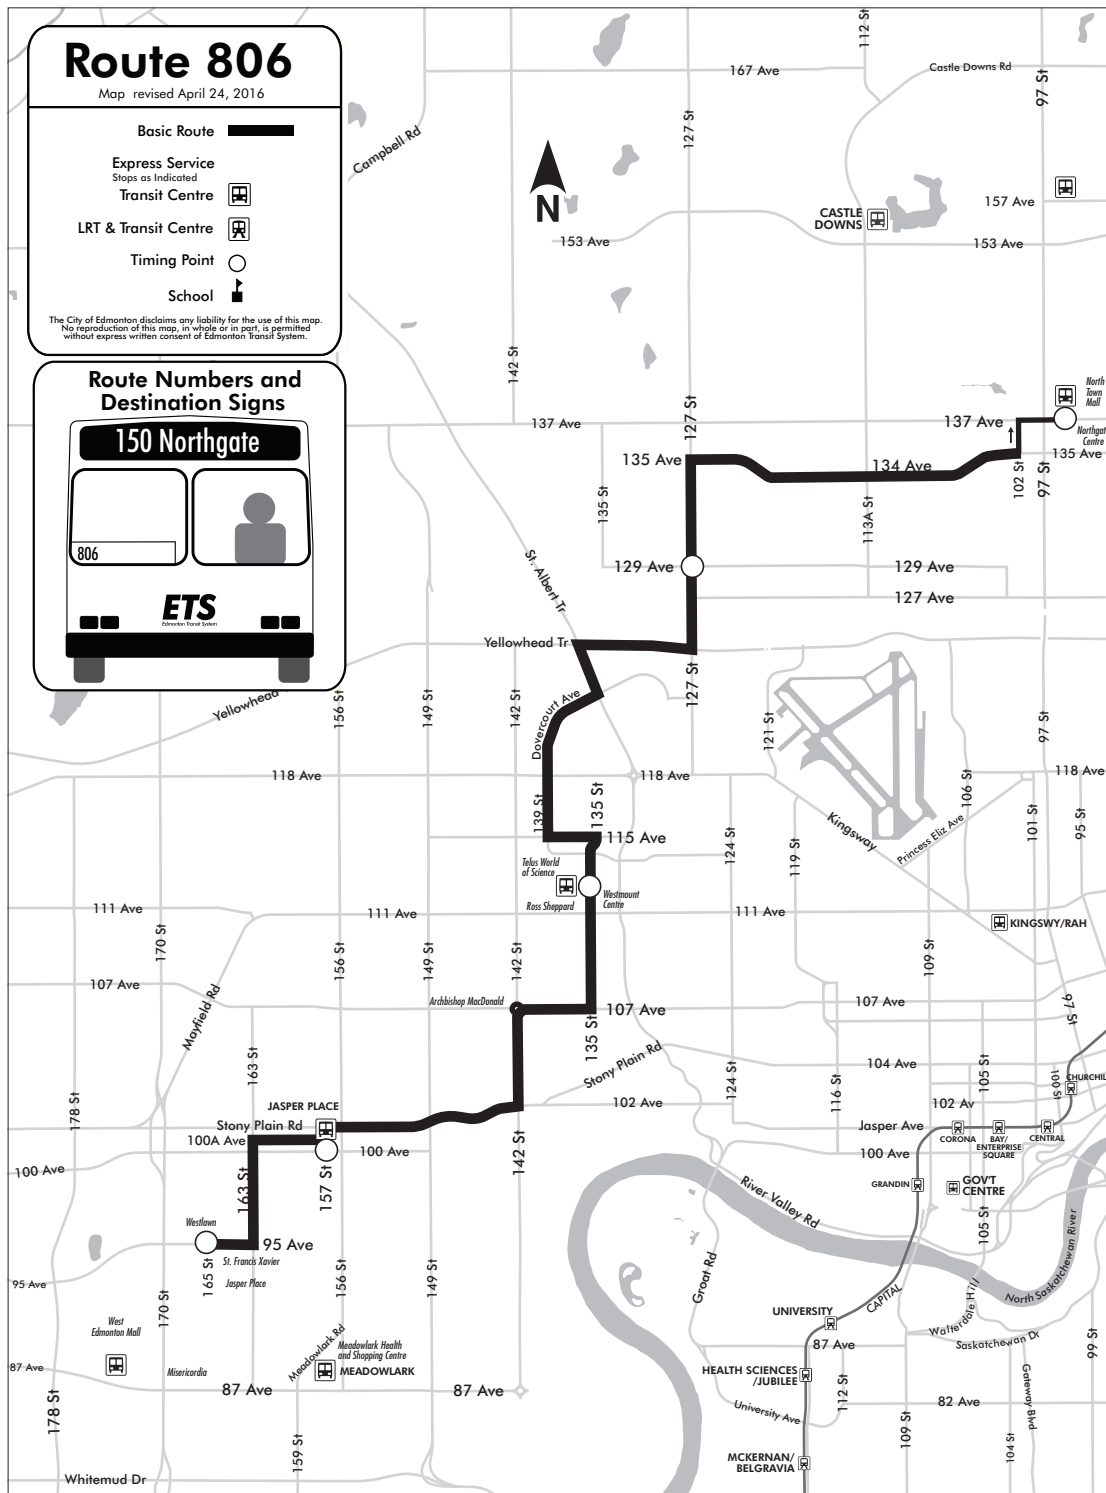 Route 806
Map revised April 24, 2016
Basic Route
Express Service
Stops as Indicated
Transit Centre
LRT & Transit Centre
Timing Point
School
The City of Edmonton disclaims any liability for the use of this map.
No reproduction of this map, in whole or in part, is permitted
without express written consent of Edmonton Transit System.
Route Numbers and
Destination Signs
150 Northgate
806
ETS
Edmonton Transit System
N
112 St
167 Ave
Castle Downs Rd
97 St
127 St
Campbell Rd
157 Ave
CASTLE
DOWNS
153 Ave
153 Ave
142 St
North
Town
Mall
127 St
137 Ave
137 Ave
Northgat
Centre
135 Ave
134 Ave
135 Ave
102 St
97 St
135 St
113A St
St. Albert Tr
129 Ave
129 Ave
127 Ave
Yellowhead Tr
127 St
Yellowhead
156 St
149 St
142 St
Dovercourt Ave
121 St
97 St
118 Ave
118 Ave
118 Ave
106 St
139 St
135 St
115 Ave
124 St
119 St
Kingsway
Princess Eliz Ave
101 St
95 St
Telus World
of Science
Ross Sheppard
Westmount
Centre
111 Ave
111 Ave
111 Ave
KINGSWY/RAH
170 St
156 St
149 St
142 St
109 St
107 Ave
Mayfield Rd
Archbishop MacDonald
107 Ave
107 Ave
97 St
135 St
163 St
Stony Plain Rd
104 Ave
178 St
124 St
116 St
105 St
100 St
CHURCHIL
JASPER PLACE
102 Ave
102 Av
Stony Plain Rd
100A Ave
Jasper Ave
CORONA
BAY/
ENTERPRISE
SQUARE
CENTRAL
100 Ave
100 Ave
100 Ave
142 St
163 St
157 St
GRANDIN
GOV'T
CENTRE
River Valley Rd
Westlawn
95 Ave
St. Francis Xavier
Jasper Place
165 St
105 St
North Saskatchewan River
95 Ave
156 St
149 St
Groat Rd
CAPITAL
170 St
West
Edmonton Mall
UNIVERSITY
Walterdale Hill
Saskatchewan Dr
99 St
87 Ave
Misericordia
Meadowlark Rd
Meadowlark Health
and Shopping Centre
MEADOWLARK
87 Ave
HEALTH SCIENCES
/JUBILEE
87 Ave
87 Ave
178 St
112 St
82 Ave
Gateway Blvd
University Ave
109 St
104 St
159 St
MCKERNAN/
BELGRAVIA
Whitemud Dr